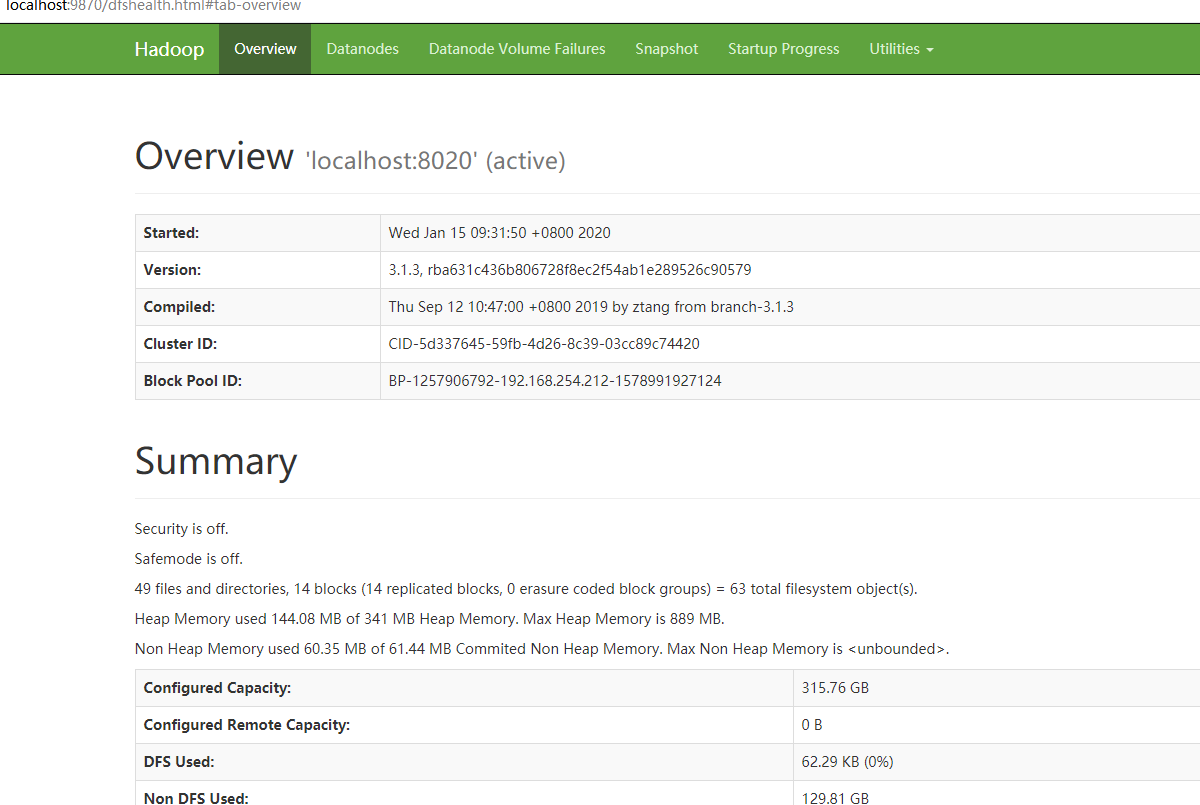 localhost:9870/dfshealth.html#tab-overview
Hadoop Overview Datanodes Datanode Volume Failures Snapshot Startup Progress Utilities
Overview 'localhost:8020' (active)
Started: Wed Jan 15 09:31:50 +0800 2020
Version: 3.1.3, rba631c436b806728f8ec2f54ab1e289526c90579
Compiled: Thu Sep 12 10:47:00 +0800 2019 by ztang from branch-3.1.3
Cluster ID: CID-5d337645-59fb-4d26-8c39-03cc89c74420
Block Pool ID: BP-1257906792-192.168.254.212-1578991927124
Summary
Security is off.
Safemode is off.
49 files and directories, 14 blocks (14 replicated blocks, 0 erasure coded block groups) = 63 total filesystem object(s).
Heap Memory used 144.08 MB of 341 MB Heap Memory. Max Heap Memory is 889 MB.
Non Heap Memory used 60.35 MB of 61.44 MB Commited Non Heap Memory. Max Non Heap Memory is <unbounded>.
Configured Capacity: 315.76 GB
Configured Remote Capacity: 0 B
DFS Used: 62.29 KB (0%)
Non DFS Used: 129.81 GB